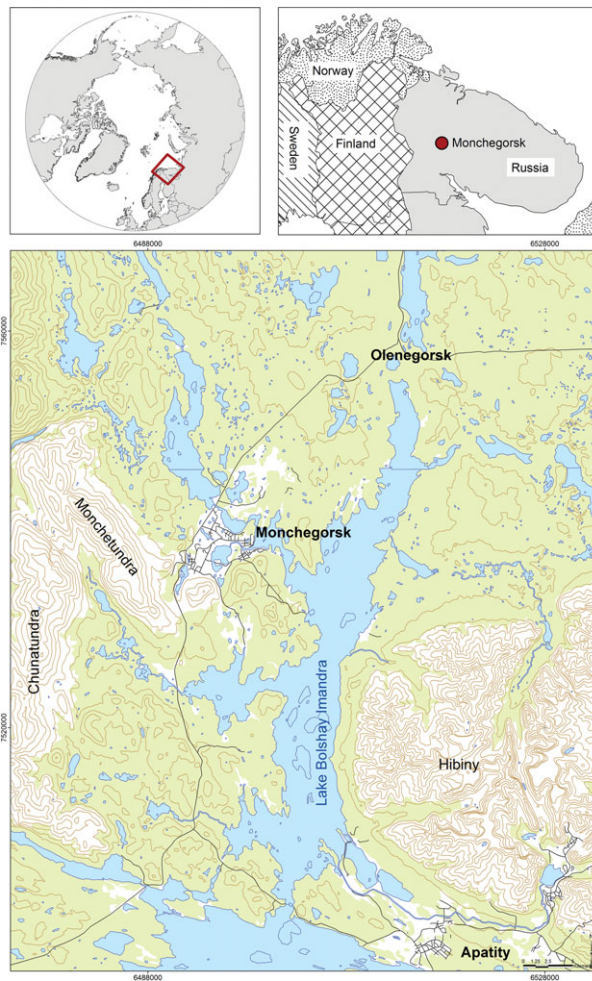 Norway
Sweden
Finland
Monchegorsk
Russia
6488000
6528000
7560000
Olenegorsk
Monchetundra
Monchegorsk
Chunatundra
Lake Bolshay Imandra
7520000
Hibiny
Apatity
6488000
6528000